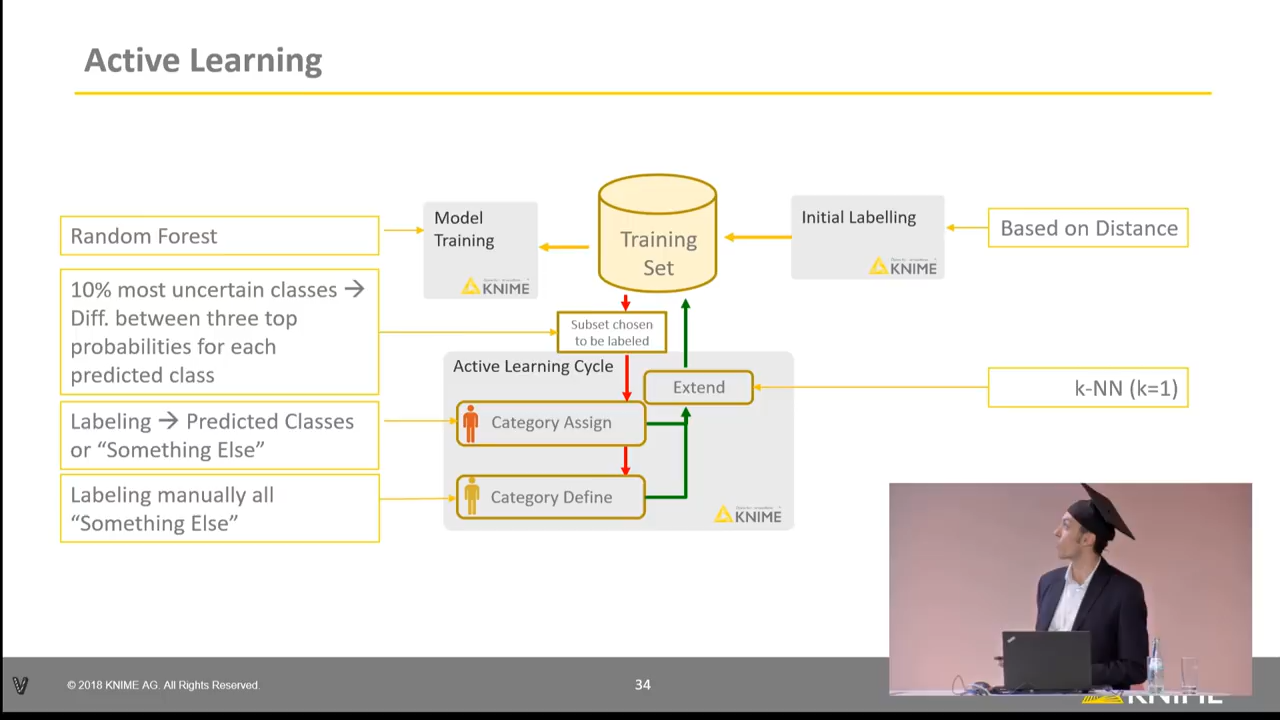 Active Learning
Random Forest
10% most uncertain classes →
Diff. between three top
probabilities for each
predicted class
Labeling → Predicted Classes
or “Something Else”
Labeling manually all
“Something Else”
Model
Training
KNIME
Training
Set
Initial Labelling
KNIME
Based on Distance
Subset chosen
to be labeled
Active Learning Cycle
Extend
Category Assign
Category Define
KNIME
k-NN (k=1)
V
© 2018 KNIME AG. All Rights Reserved.
34
KNIME